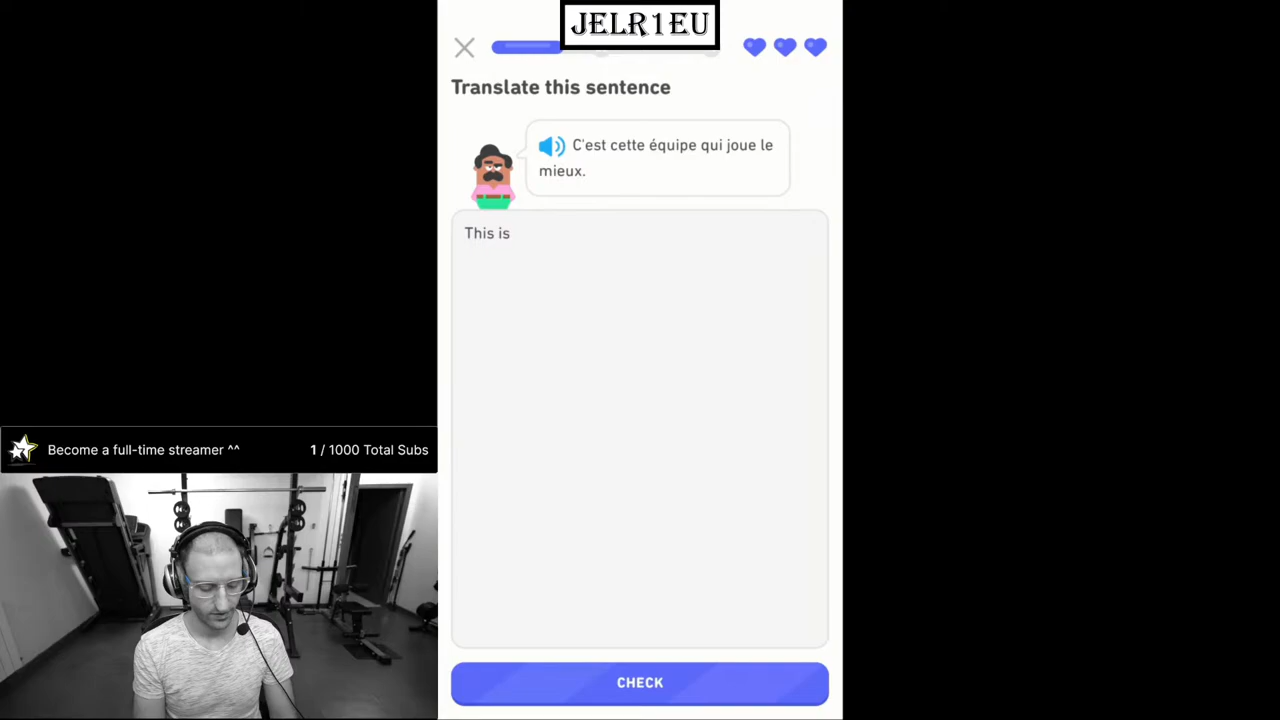 JELR1EU
Translate this sentence
C'est cette équipe qui joue le
mieux.
This is
Become a full-time streamer ^^ 1 / 1000 Total Subs
CHECK